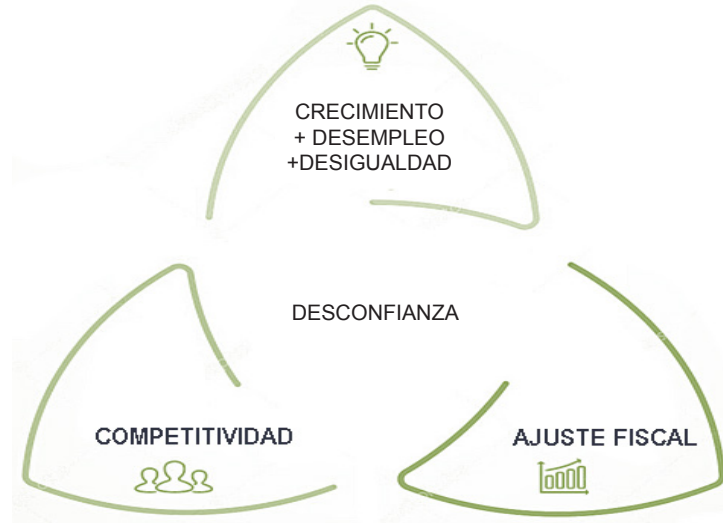 CRECIMIENTO
+ DESEMPLEO
+DESIGUALDAD
DESCONFIANZA
COMPETITIVIDAD
AJUSTE FISCAL